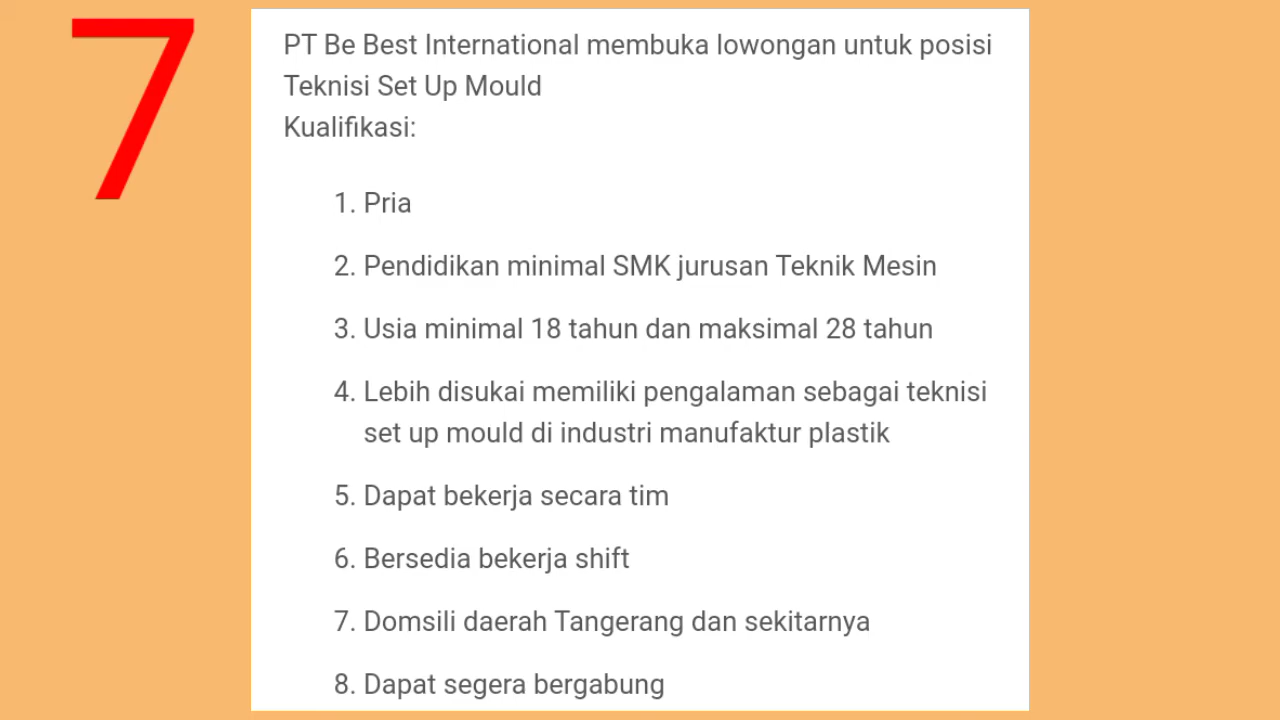 7
PT Be Best International membuka lowongan untuk posisi
Teknisi Set Up Mould
Kualifikasi:
1. Pria
2. Pendidikan minimal SMK jurusan Teknik Mesin
3. Usia minimal 18 tahun dan maksimal 28 tahun
4. Lebih disukai memiliki pengalaman sebagai teknisi
set up mould di industri manufaktur plastik
5. Dapat bekerja secara tim
6. Bersedia bekerja shift
7. Domsili daerah Tangerang dan sekitarnya
8. Dapat segera bergabung